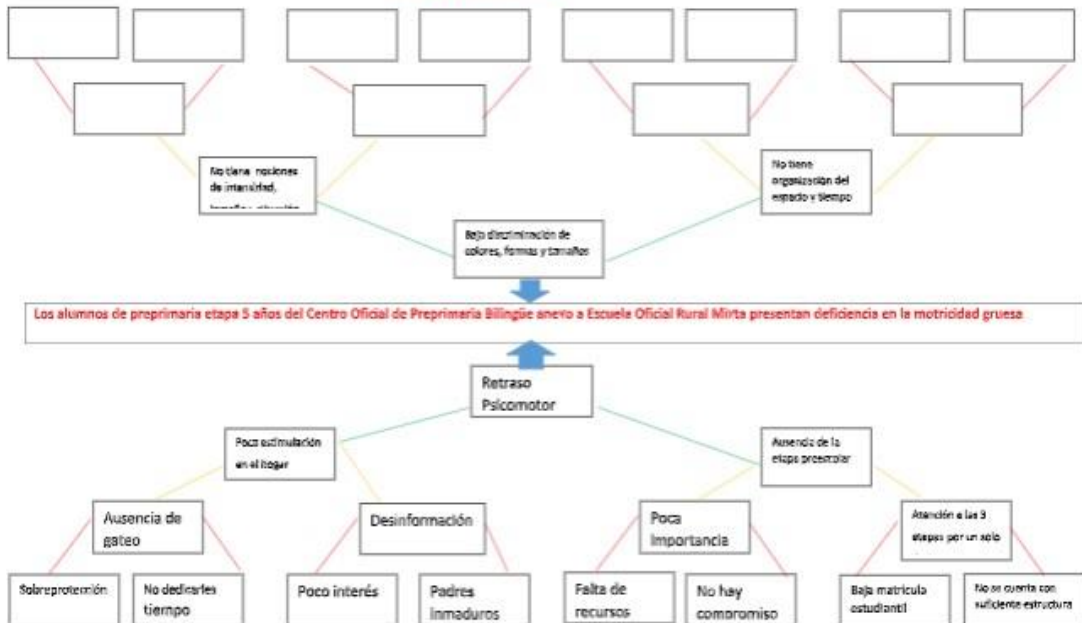 No tiene nosiones
de intensidad,
No tiene
organización del
espacio y tiempo
Bajo discriminación de
colores, formas y tamaños
Los alumnos de preprimaria etapa 5 años del Centro Oficial de Preprimaria Bilingüe anexo a Escuela Oficial Rural Mixta presentan deficiencia en la motricidad gruesa
Retraso
Psicomotor
Poca estimulación
en el hogar
Ausencia de la
etapa preescolar
Ausencia de
gateo
Desinformación
Poca
Importancia
Atención a las 3
etapas por un solo
Sobreprotección
No dedicarles
tiempo
Poco interés
Padres
Inmaduros
Falta de
recursos
No hay
compromiso
Baja matricula
estudiantil
No se cuenta con
suficiente estructura